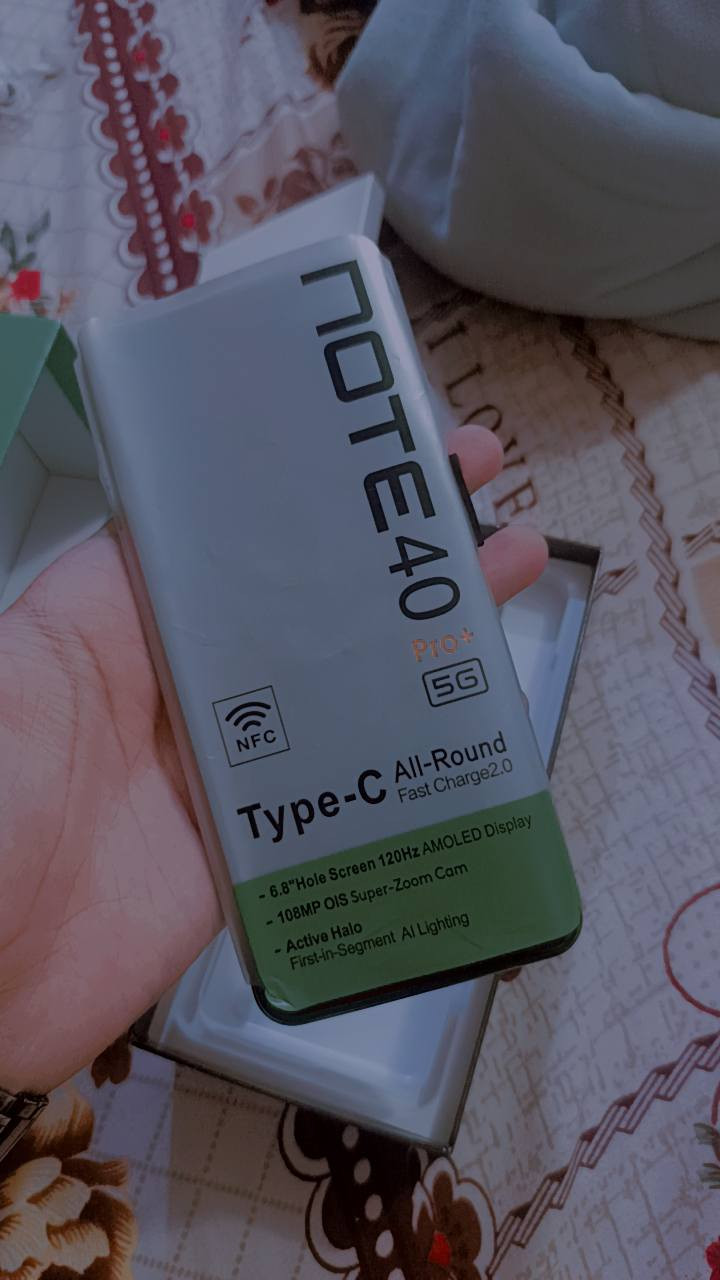 NOTE40
Pro+
5G
NFC
Type-C All-Round
Fast Charge2.0
- 6.8"Hole Screen 120Hz AMOLED Display
- 108MP OIS Super-Zoom Cam
- Active Halo
First-in-Segment AI Lighting
I LOVE